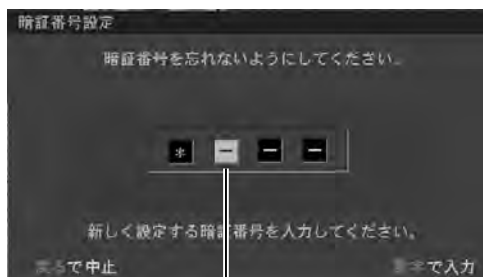 暗証番号設定
暗証番号を忘れないようにしてください。
* − − −
新しく設定する暗証番号を入力してください。
戻るで中止
で入力